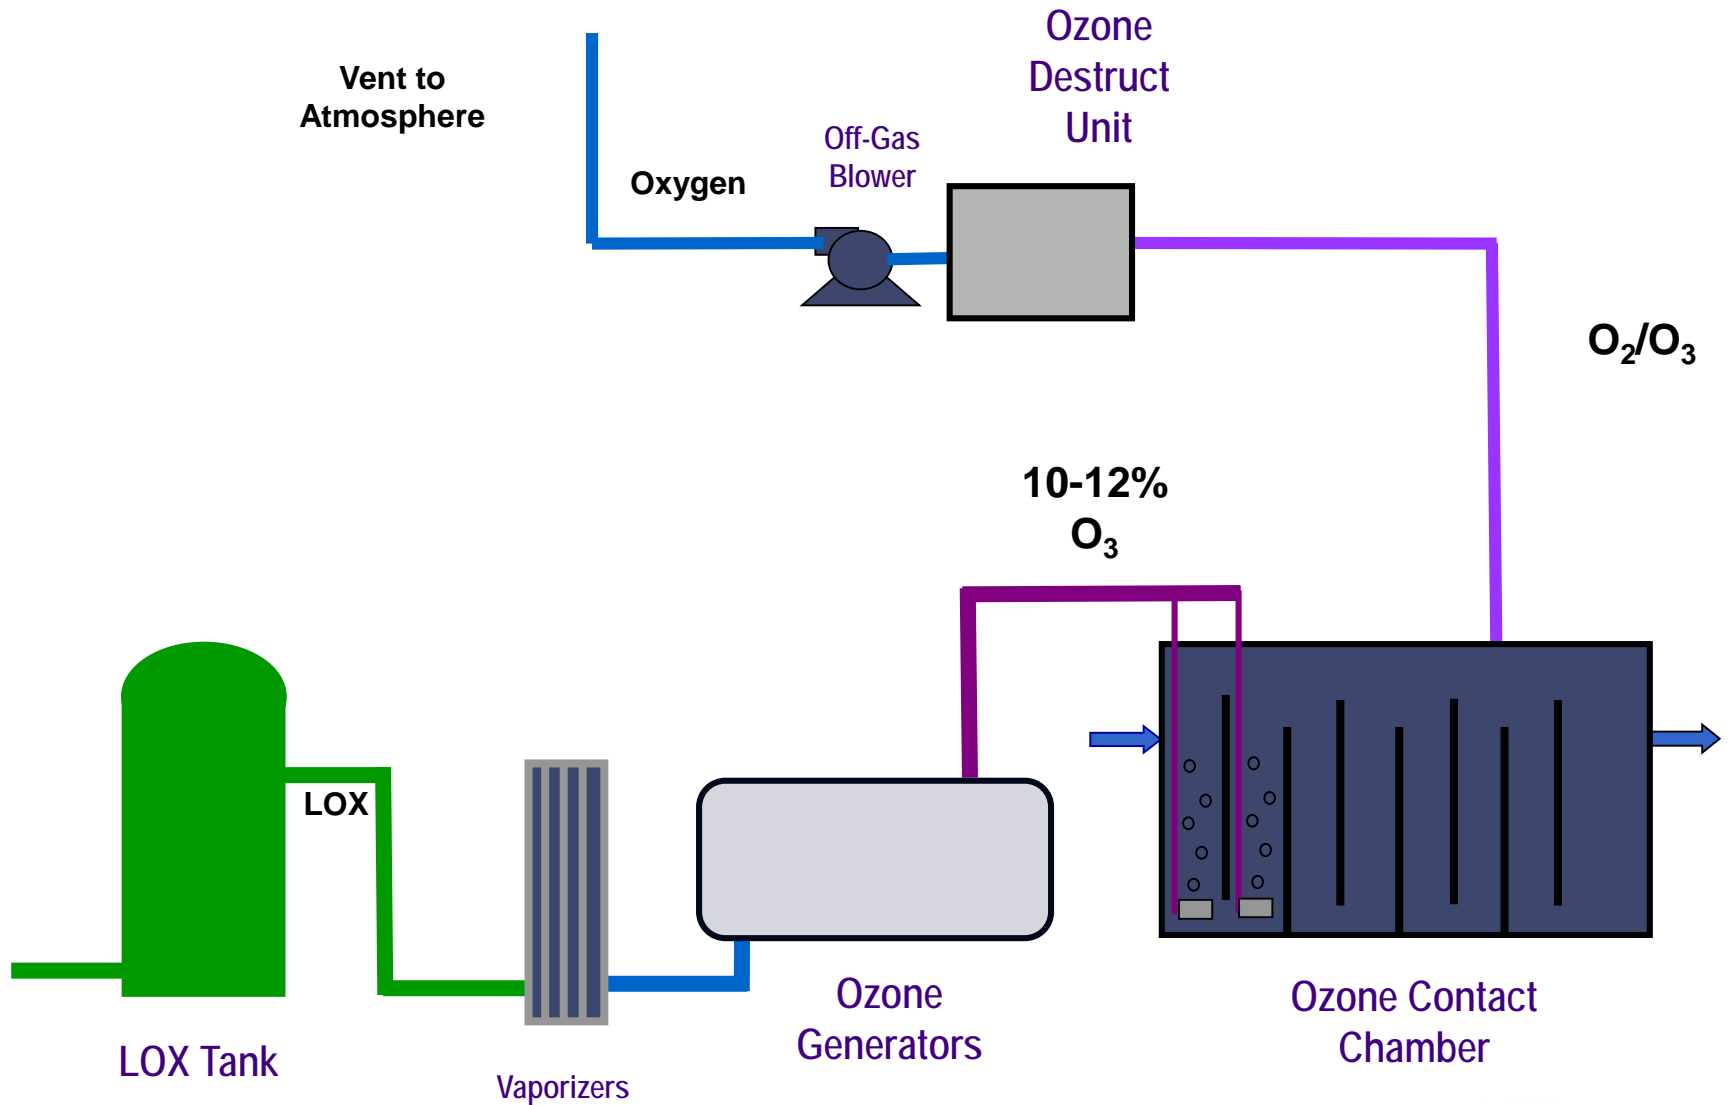 Ozone
Destruct
Unit
Vent to
Atmosphere
Off-Gas
Blower
Oxygen
O₂/O₃
10-12%
O₃
LOX
Ozone
Generators
Ozone Contact
Chamber
LOX Tank
Vaporizers